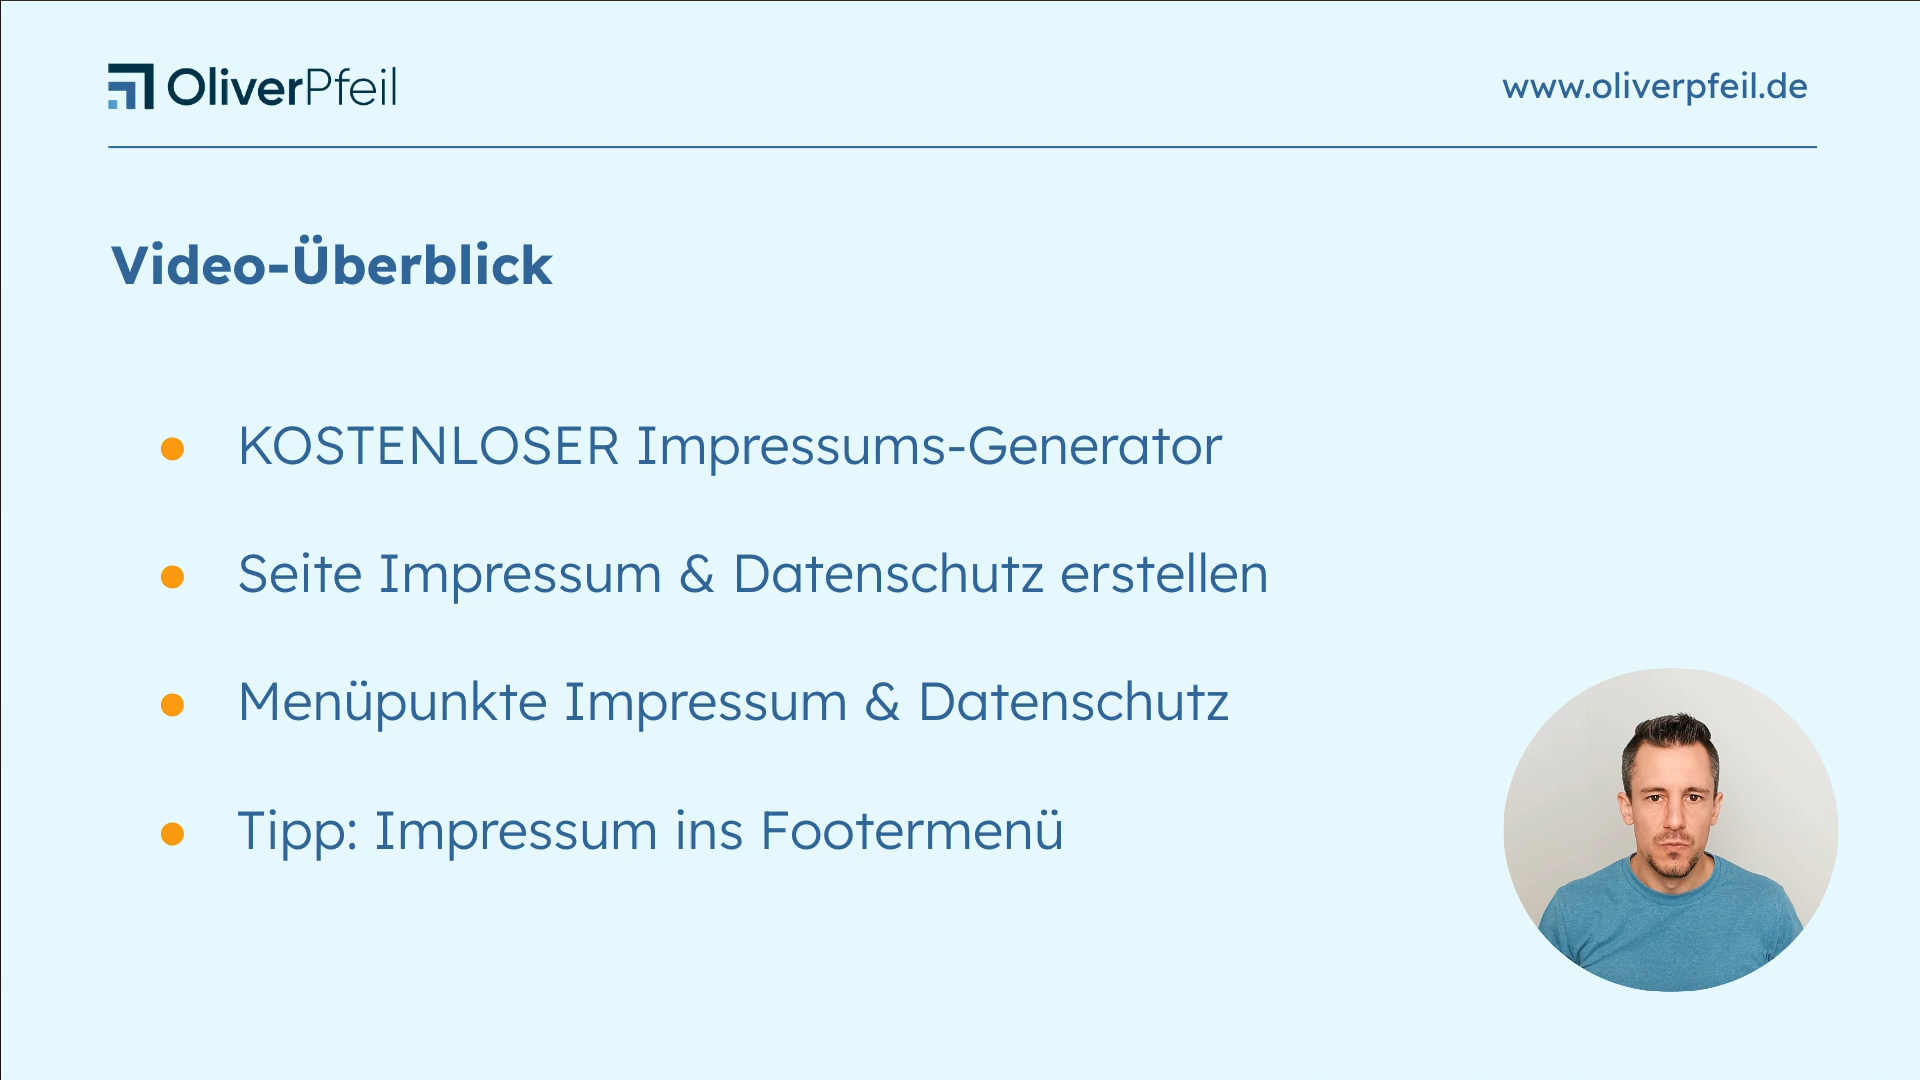 OliverPfeil
www.oliverpfeil.de
Video-Überblick
KOSTENLOSER Impressums-Generator
Seite Impressum & Datenschutz erstellen
Menüpunkte Impressum & Datenschutz
Tipp: Impressum ins Footermenü